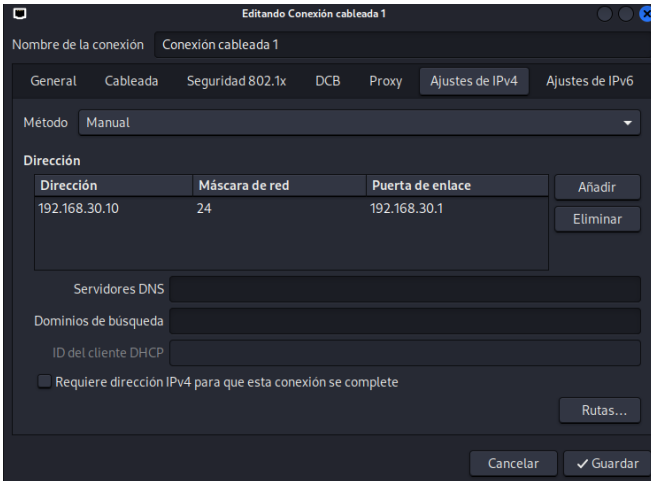 Editando Conexión cableada 1
Nombre de la conexión Conexión cableada 1
General Cableada Seguridad 802.1x DCB Proxy Ajustes de IPv4 Ajustes de IPv6
Método Manual
Dirección
Dirección Máscara de red Puerta de enlace Añadir
192.168.30.10 24 192.168.30.1
Eliminar
Servidores DNS
Dominios de búsqueda
ID del cliente DHCP
Requiere dirección IPv4 para que esta conexión se complete
Rutas...
Cancelar Guardar